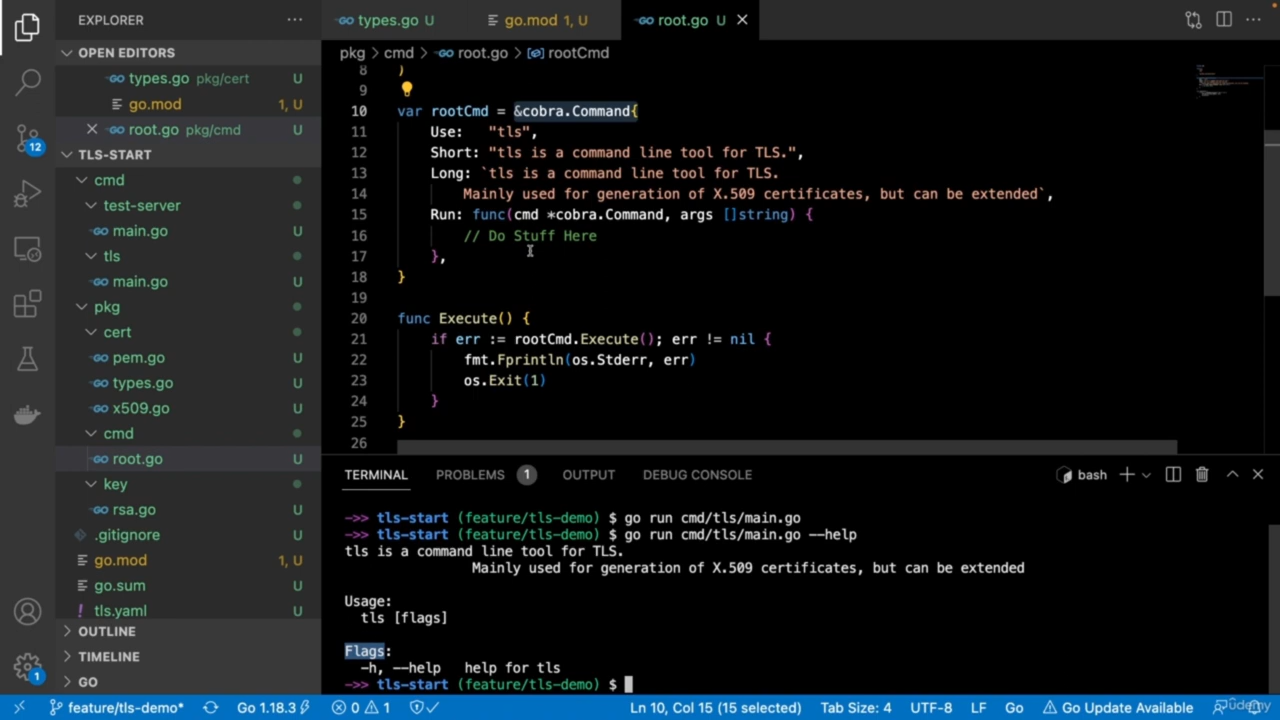 EXPLORER
OPEN EDITORS
types.go pkg/cert U
go.mod 1, U
root.go pkg/cmd U
TLS-START
cmd
test-server
main.go U
tls
main.go U
pkg
cert
pem.go U
types.go U
x509.go U
cmd
root.go U
key
rsa.go U
.gitignore U
go.mod 1, U
go.sum U
! tls.yaml U
OUTLINE
TIMELINE
GO
12
1
types.go U
go.mod 1, U
root.go U
pkg > cmd > root.go > rootCmd
8 )
9
10 var rootCmd = &cobra.Command{
11 Use:   "tls",
12 Short: "tls is a command line tool for TLS.",
13 Long: `tls is a command line tool for TLS.
14 Mainly used for generation of X.509 certificates, but can be extended`,
15 Run: func(cmd *cobra.Command, args []string) {
16 // Do Stuff Here
17 },
18 }
19
20 func Execute() {
21 if err := rootCmd.Execute(); err != nil {
22 fmt.Fprintln(os.Stderr, err)
23 os.Exit(1)
24 }
25 }
26
TERMINAL PROBLEMS 1 OUTPUT DEBUG CONSOLE bash
->> tls-start (feature/tls-demo) $ go run cmd/tls/main.go
->> tls-start (feature/tls-demo) $ go run cmd/tls/main.go --help
tls is a command line tool for TLS.
Mainly used for generation of X.509 certificates, but can be extended
Usage:
tls [flags]
Flags:
-h, --help   help for tls
->> tls-start (feature/tls-demo) $
feature/tls-demo* Go 1.18.3 0 1 Ln 10, Col 15 (15 selected) Tab Size: 4 UTF-8 LF Go Go Update Available
Udemy